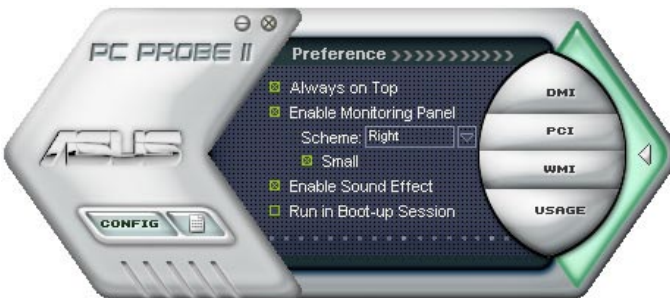 PC PROBE II
Preference >>>>>>>>>>>>
Always on Top
Enable Monitoring Panel
Scheme: Right
Small
Enable Sound Effect
Run in Boot-up Session
ASUS
CONFIG
DMI
PCI
WMI
USAGE